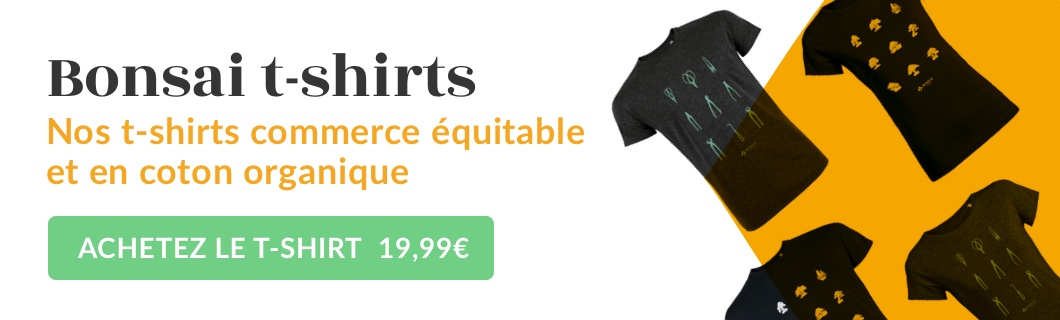 Bonsai t-shirts
Nos t-shirts commerce équitable
et en coton organique
ACHETEZ LE T-SHIRT 19,99€